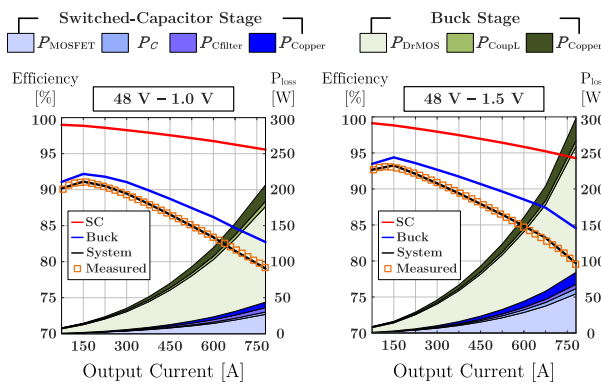 Switched-Capacitor Stage
Buck Stage
P_MOSFET P_C P_Cfilter P_Copper
P_DrMOS P_CoupL P_Copper
Efficiency [%]
P_loss [W]
48 V – 1.0 V
100
95
90
85
80
75
70
300
250
200
150
100
50
0
SC
Buck
System
Measured
150 300 450 600 750
Output Current [A]
Efficiency [%]
P_loss [W]
48 V – 1.5 V
100
95
90
85
80
75
70
300
250
200
150
100
50
0
SC
Buck
System
Measured
150 300 450 600 750
Output Current [A]